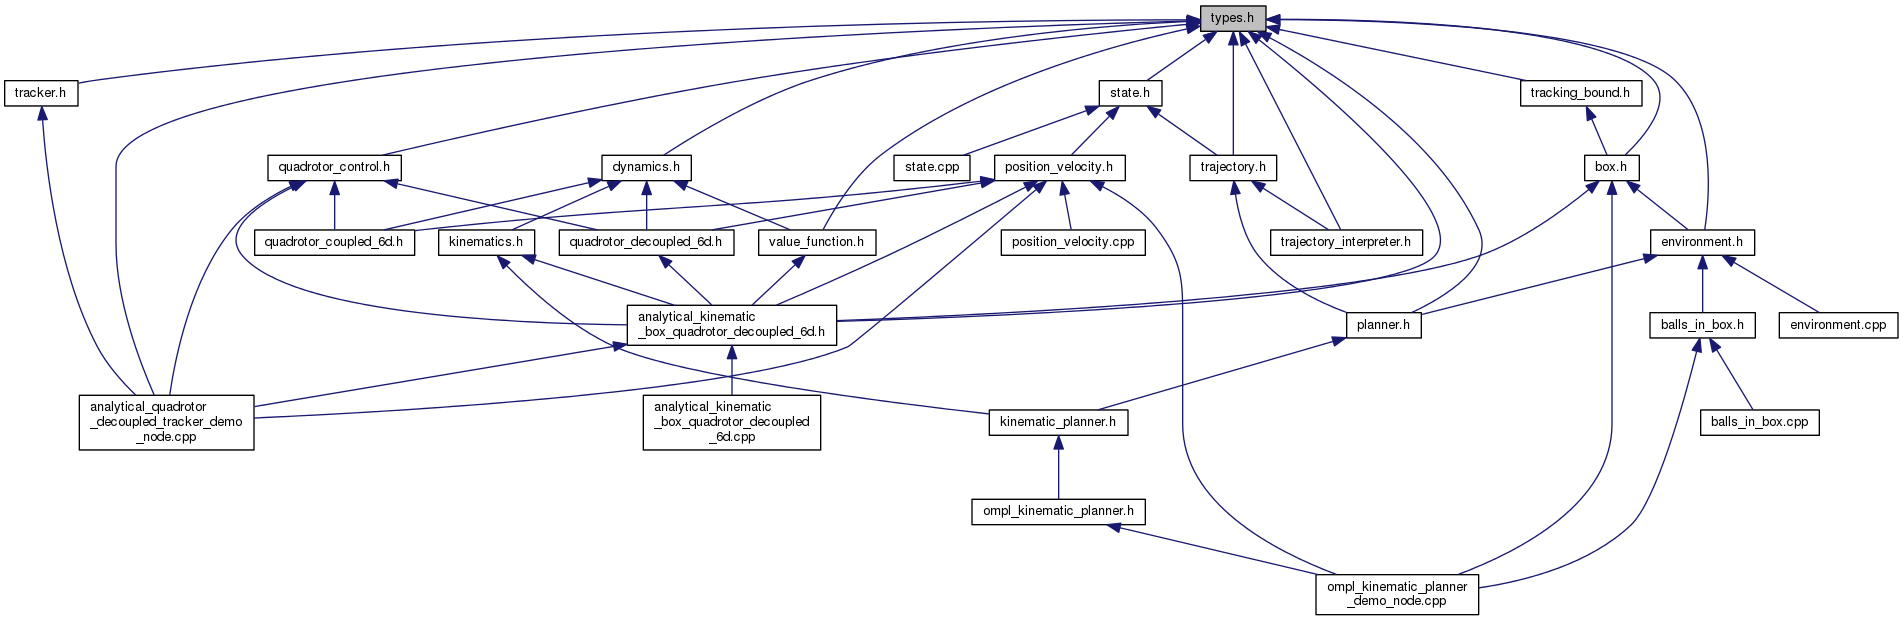 types.h
tracker.h
state.h
tracking_bound.h
quadrotor_control.h
dynamics.h
state.cpp
position_velocity.h
trajectory.h
box.h
quadrotor_coupled_6d.h
kinematics.h
quadrotor_decoupled_6d.h
value_function.h
position_velocity.cpp
trajectory_interpreter.h
environment.h
analytical_kinematic
_box_quadrotor_decoupled_6d.h
planner.h
balls_in_box.h
environment.cpp
analytical_quadrotor
_decoupled_tracker_demo
_node.cpp
analytical_kinematic
_box_quadrotor_decoupled
_6d.cpp
kinematic_planner.h
balls_in_box.cpp
ompl_kinematic_planner.h
ompl_kinematic_planner
_demo_node.cpp